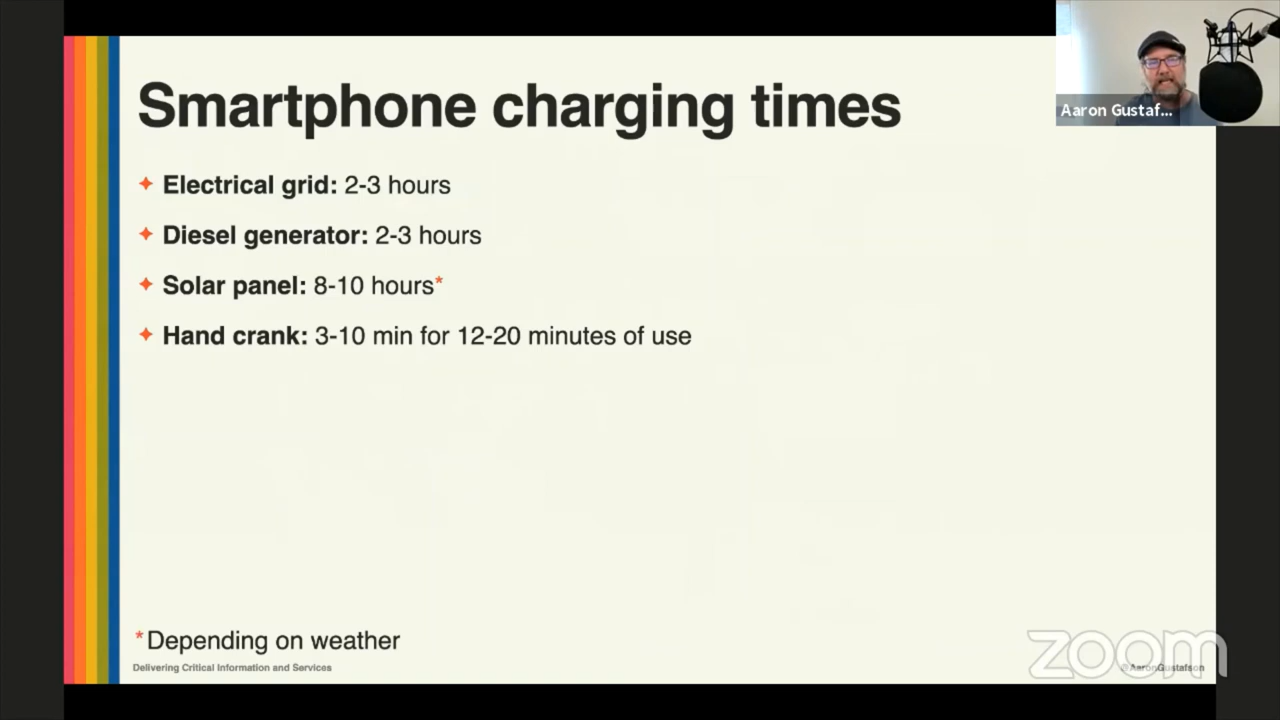 Smartphone charging times
Aaron Gustaf...
✦ Electrical grid: 2-3 hours
✦ Diesel generator: 2-3 hours
✦ Solar panel: 8-10 hours*
✦ Hand crank: 3-10 min for 12-20 minutes of use
*Depending on weather
Delivering Critical Information and Services
@AaronGustafson
zoom